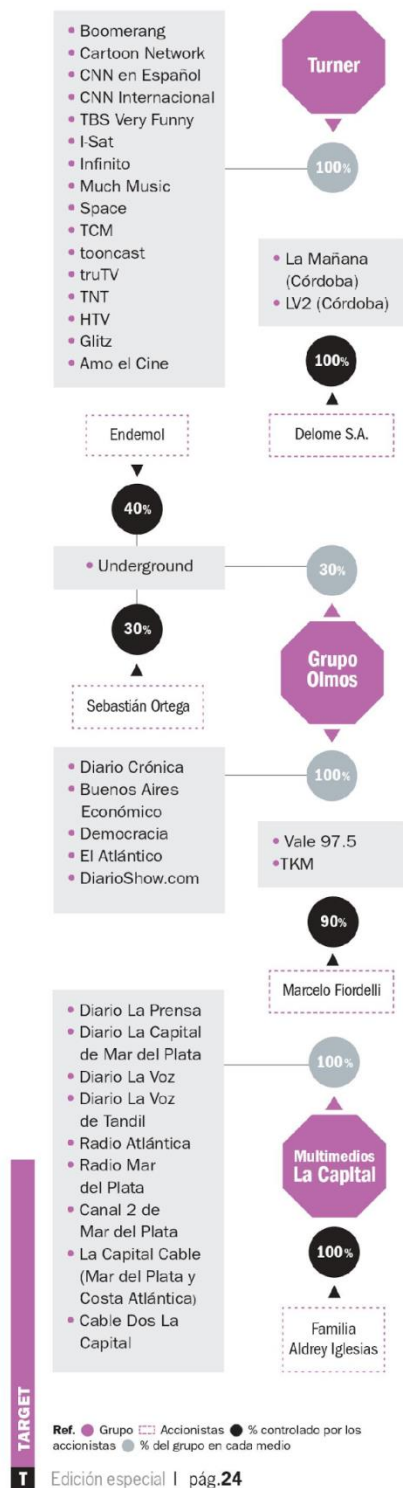 • Boomerang
• Cartoon Network
• CNN en Español
• CNN Internacional
• TBS Very Funny
• I-Sat
• Infinito
• Much Music
• Space
• TCM
• tooncast
• truTV
• TNT
• HTV
• Glitz
• Amo el Cine
Turner
100%
• La Mañana
(Córdoba)
• LV2 (Córdoba)
100%
Delome S.A.
Endemol
40%
• Underground
30%
Sebastián Ortega
30%
Grupo
Olmos
100%
• Diario Crónica
• Buenos Aires
Económico
• Democracia
• El Atlántico
• DiarioShow.com
• Vale 97.5
• TKM
90%
Marcelo Fiordelli
• Diario La Prensa
• Diario La Capital
de Mar del Plata
• Diario La Voz
• Diario La Voz
de Tandil
• Radio Atlántica
• Radio Mar
del Plata
• Canal 2 de
Mar del Plata
• La Capital Cable
(Mar del Plata y
Costa Atlántica)
• Cable Dos La
Capital
100%
Multimedios
La Capital
100%
Familia
Aldrey Iglesias
TARGET
Ref. Grupo Accionistas % controlado por los
accionistas % del grupo en cada medio
T Edición especial | pág.24